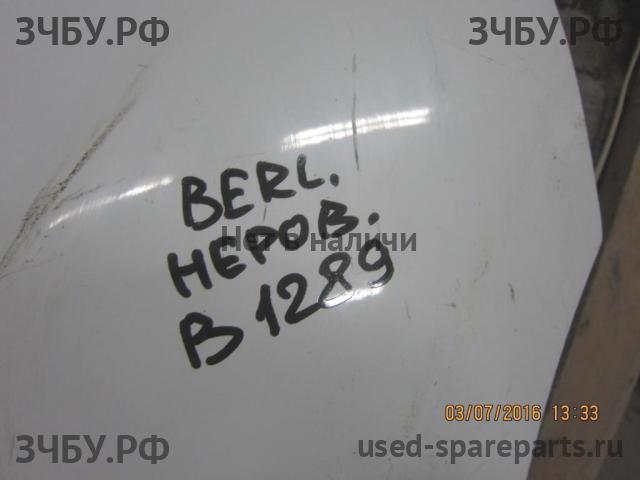 ЗЧБУ.РФ
ЗЧБУ.РФ
BERL.
НЕРОВ.
Нет в наличи
В 1289
03/07/2016 13:33
ЗЧБУ.РФ
used-spareparts.ru